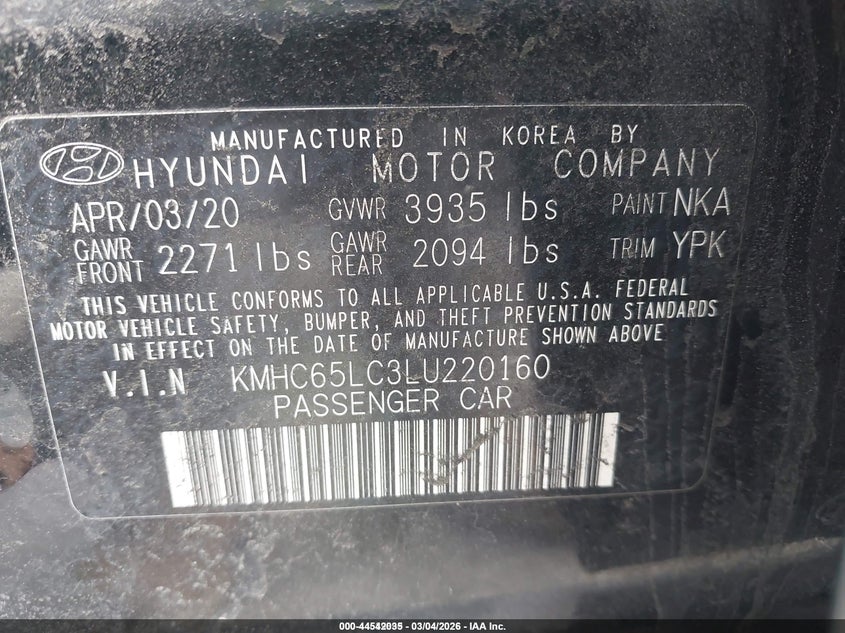 MANUFACTURED IN KOREA BY
HYUNDAI MOTOR COMPANY
APR/03/20 GVWR 3935 lbs PAINT NKA
GAWR FRONT 2271 lbs GAWR REAR 2094 lbs TRIM YPK
THIS VEHICLE CONFORMS TO ALL APPLICABLE U.S.A. FEDERAL
MOTOR VEHICLE SAFETY, BUMPER, AND THEFT PREVENTION STANDARDS
IN EFFECT ON THE DATE OF MANUFACTURE SHOWN ABOVE
V.I.N KMHC65LC3LU220160
PASSENGER CAR
03/04/2026 - IAA Inc.